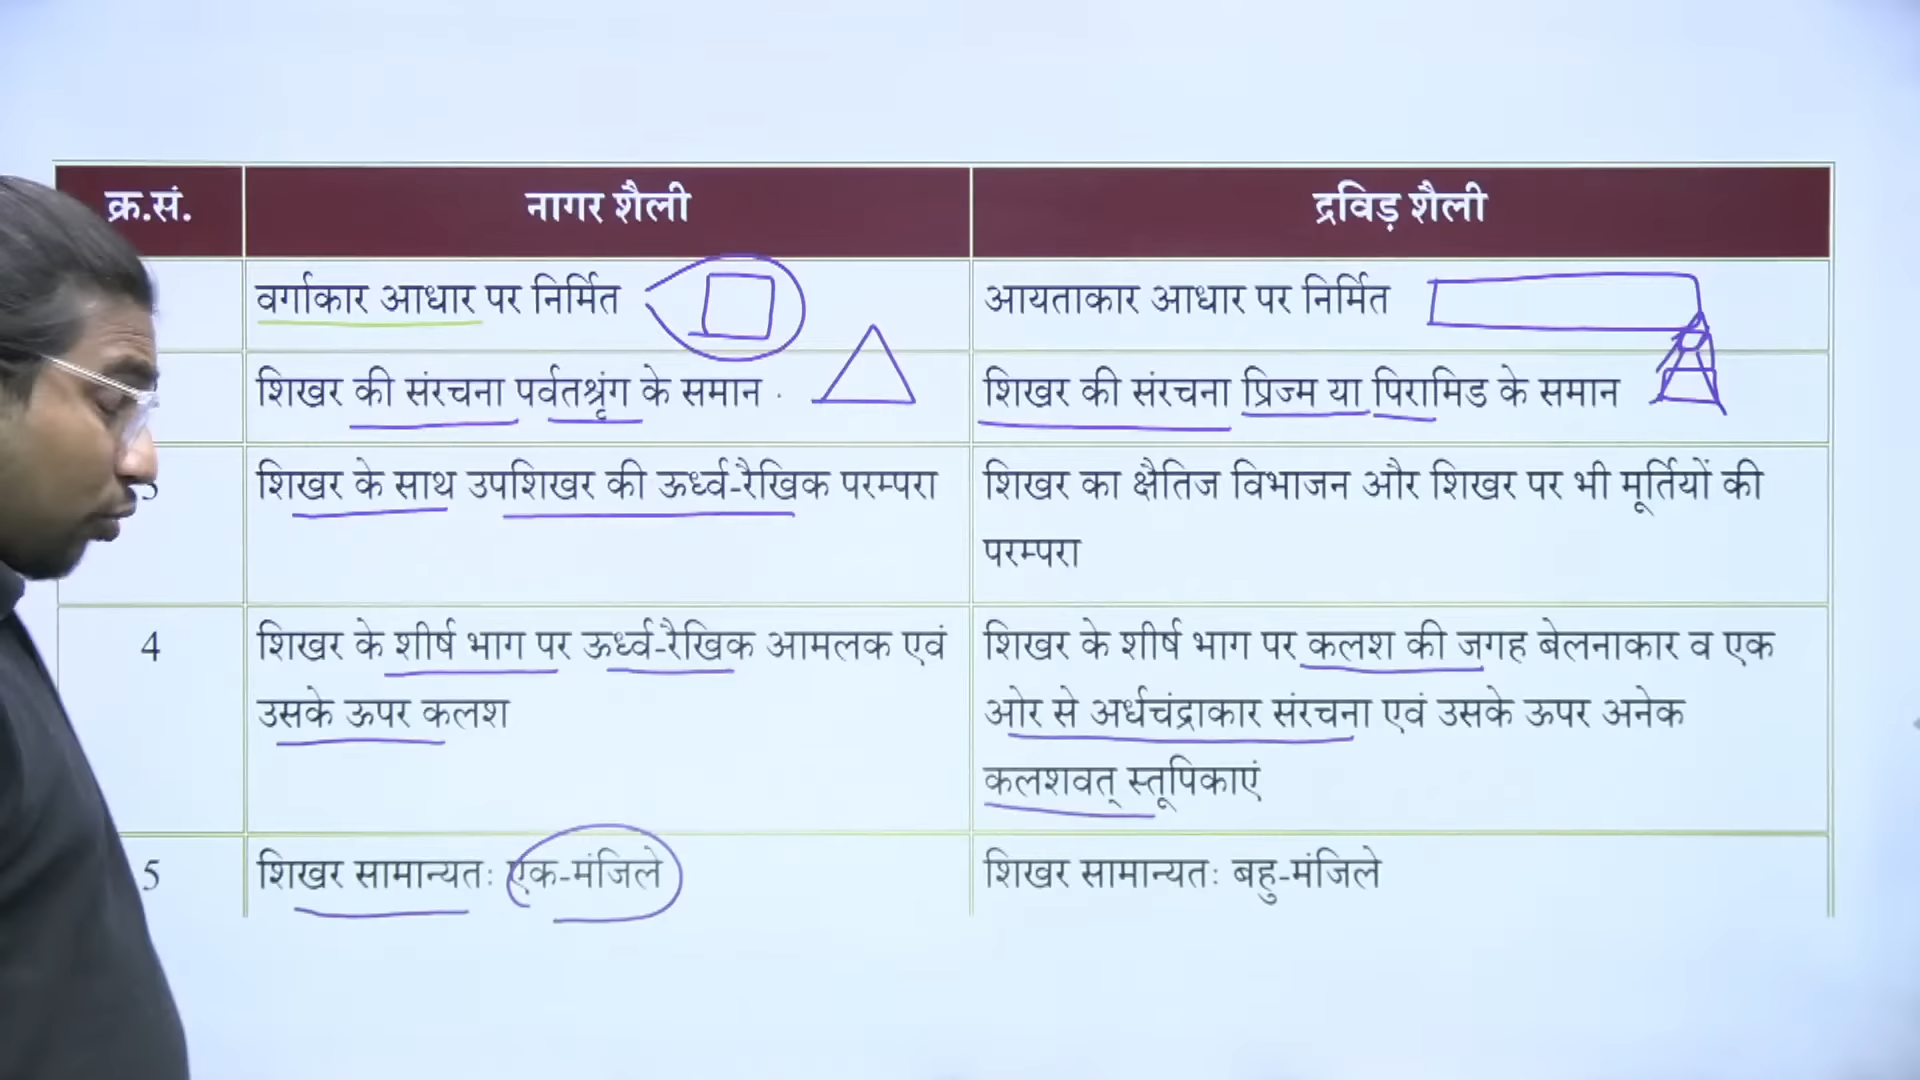 क्र.सं. नागर शैली द्रविड़ शैली
वर्गाकार आधार पर निर्मित आयताकार आधार पर निर्मित
शिखर की संरचना पर्वतश्रृंग के समान शिखर की संरचना प्रिज्म या पिरामिड के समान
शिखर के साथ उपशिखर की ऊर्ध्व-रैखिक परम्परा शिखर का क्षैतिज विभाजन और शिखर पर भी मूर्तियों की
परम्परा
4 शिखर के शीर्ष भाग पर ऊर्ध्व-रैखिक आमलक एवं शिखर के शीर्ष भाग पर कलश की जगह बेलनाकार व एक
उसके ऊपर कलश ओर से अर्धचंद्राकार संरचना एवं उसके ऊपर अनेक
कलशवत् स्तूपिकाएं
5 शिखर सामान्यतः एक-मंजिले शिखर सामान्यतः बहु-मंजिले